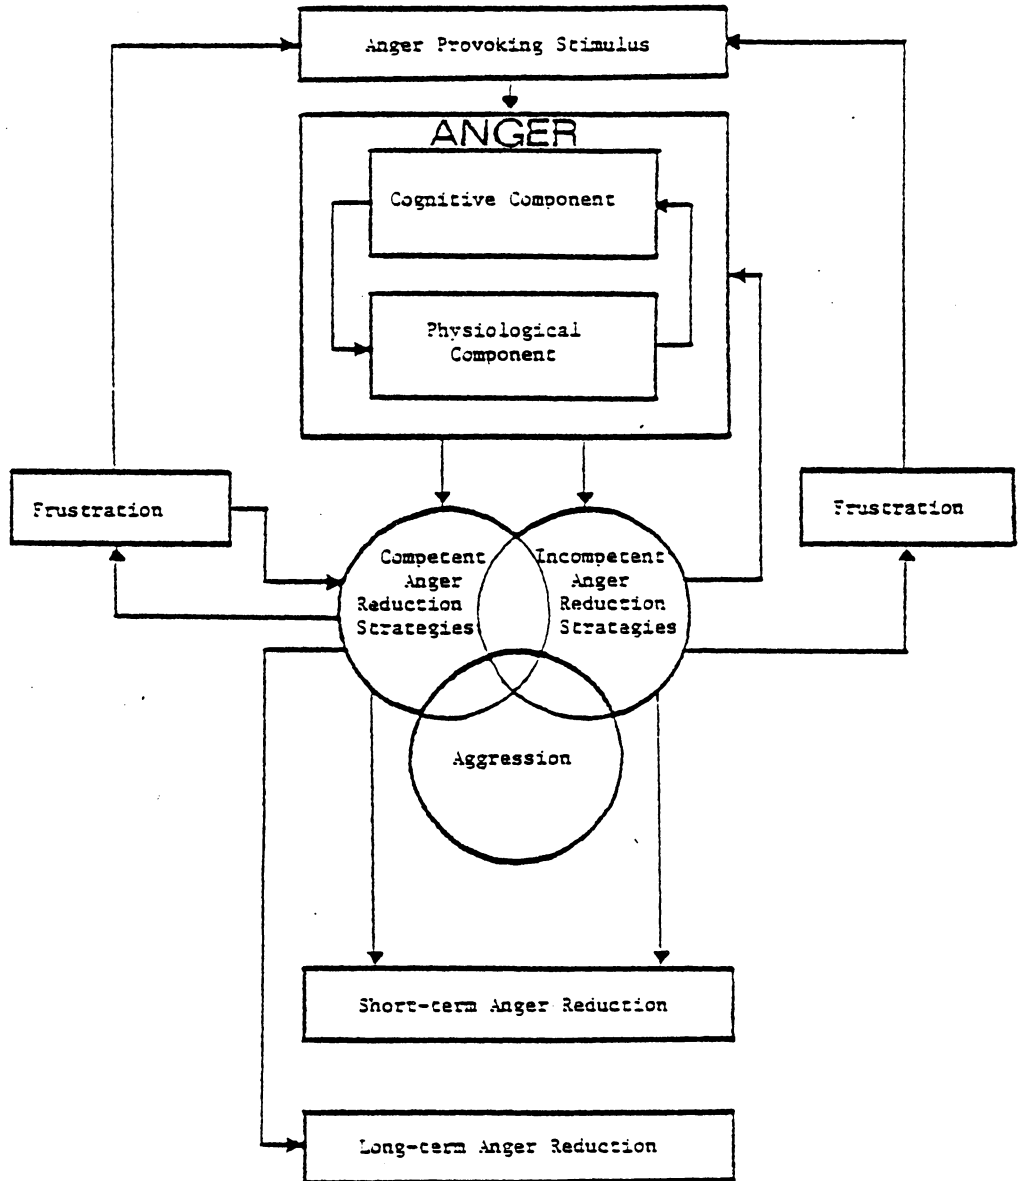 Anger Provoking Stimulus
ANGER
Cognitive Component
Physiological
Component
Frustration
Frustration
Competent
Anger
Reduction
Strategies
Incompetent
Anger
Reduction
Stratagies
Aggression
Short-term Anger Reduction
Long-term Anger Reduction